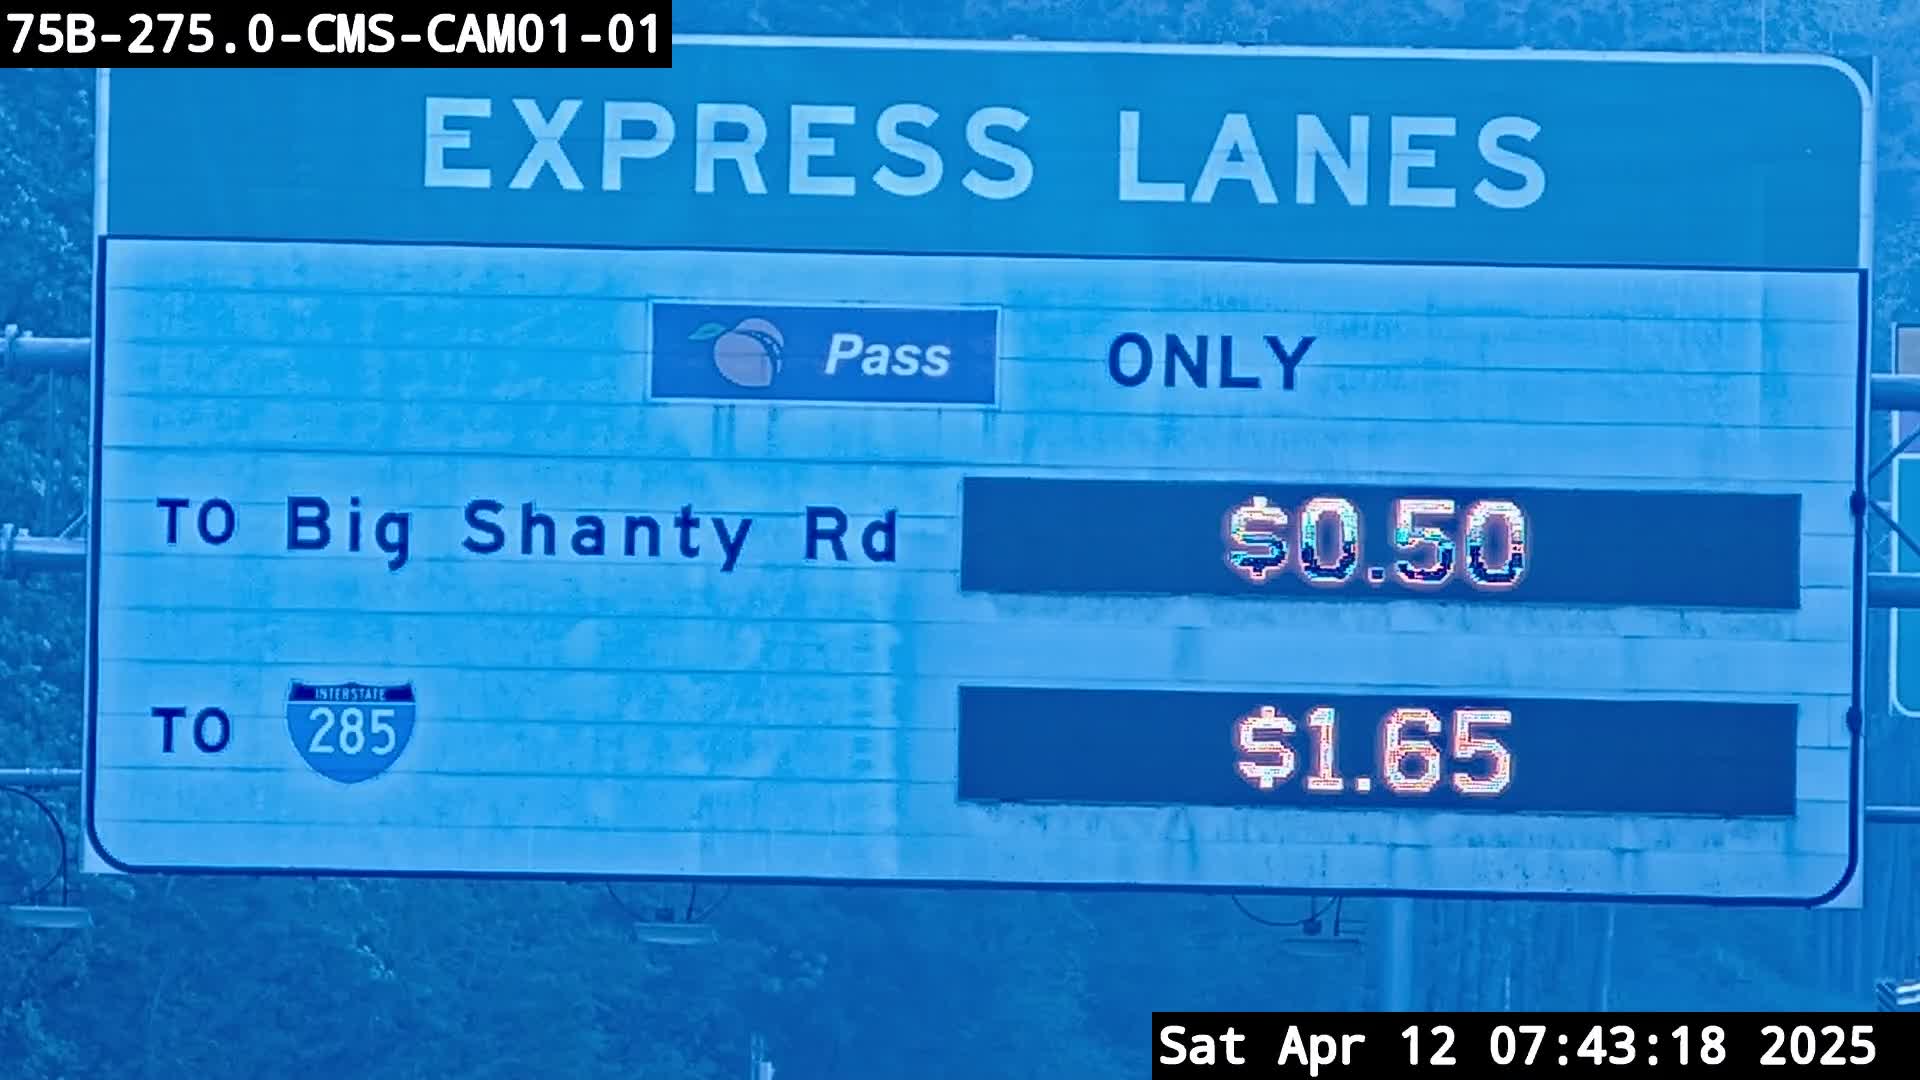 75B-275.0-CMS-CAM01-01
EXPRESS LANES
Pass ONLY
TO Big Shanty Rd $0.50
TO INTERSTATE 285 $1.65
Sat Apr 12 07:43:18 2025